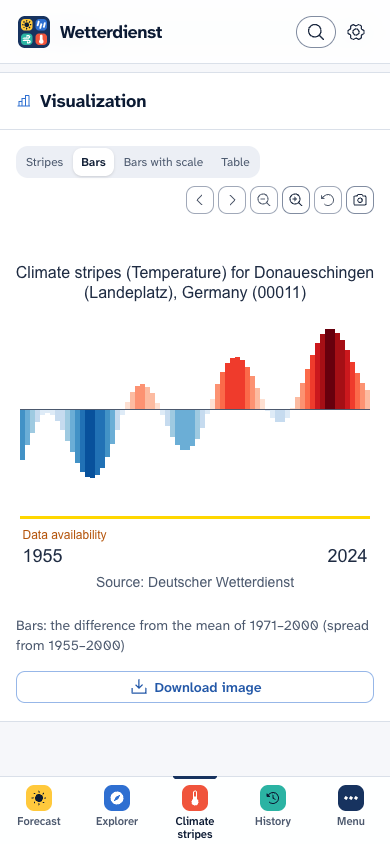 Wetterdienst
Visualization
Stripes
Bars
Bars with scale
Table
Climate stripes (Temperature) for Donaueschingen
(Landeplatz), Germany (00011)
Data availability
1955
2024
Source: Deutscher Wetterdienst
Bars: the difference from the mean of 1971–2000 (spread
from 1955–2000)
Download image
Forecast
Explorer
Climate
stripes
History
Menu